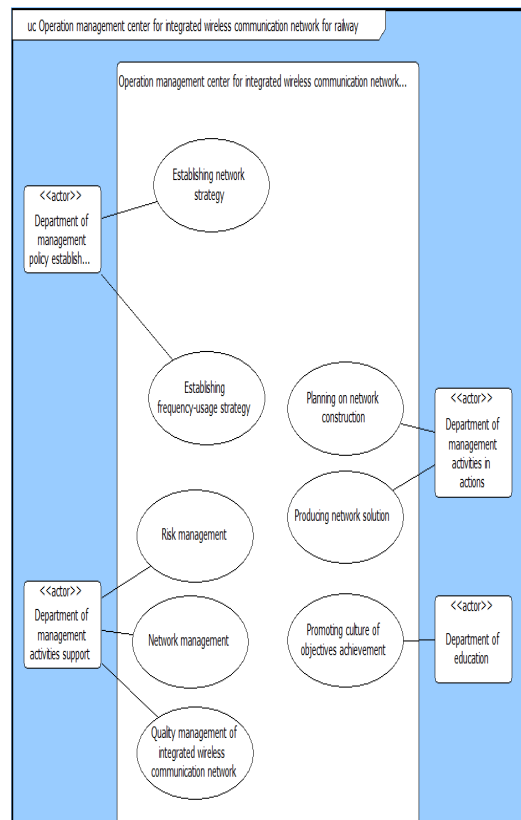 uc Operation management center for integrated wireless communication network for railway
Operation management center for integrated wireless communication network...
Establishing network
strategy
<<actor>>
Department of
management
policy establish...
Establishing
frequency-usage strategy
Planning on network
construction
<<actor>>
Department of
management
activities in
actions
Producing network solution
Risk management
<<actor>>
Department of
management
activities support
Network management
Promoting culture of
objectives achievement
<<actor>>
Department of
education
Quality management of
integrated wireless
communication network